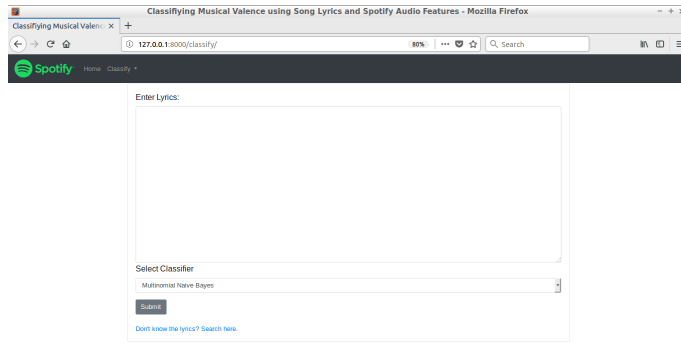 Classifiying Musical Valence using Song Lyrics and Spotify Audio Features - Mozilla Firefox
Classifiying Musical Valenc
127.0.0.1:8000/classify/
80%
Search
Spotify
Home
Classify
Enter Lyrics:
Select Classifier
Multinomial Naive Bayes
Submit
Don't know the lyrics? Search here.